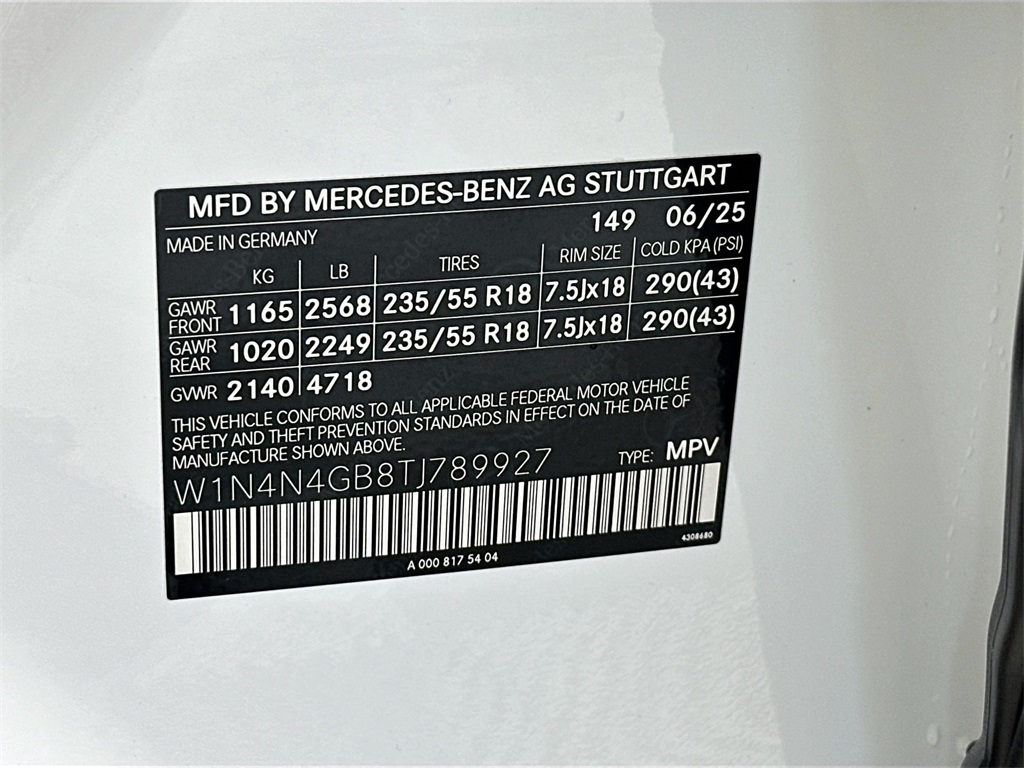 MFD BY MERCEDES-BENZ AG STUTTGART
149 06/25
MADE IN GERMANY
KG LB TIRES RIM SIZE COLD KPA (PSI)
GAWR FRONT 1165 2568 235/55 R18 7.5Jx18 290(43)
GAWR REAR 1020 2249 235/55 R18 7.5Jx18 290(43)
GVWR 2140 4718
THIS VEHICLE CONFORMS TO ALL APPLICABLE FEDERAL MOTOR VEHICLE
SAFETY AND THEFT PREVENTION STANDARDS IN EFFECT ON THE DATE OF
MANUFACTURE SHOWN ABOVE.
W1N4N4GB8TJ789927 TYPE: MPV
A 000 817 54 04
4308680